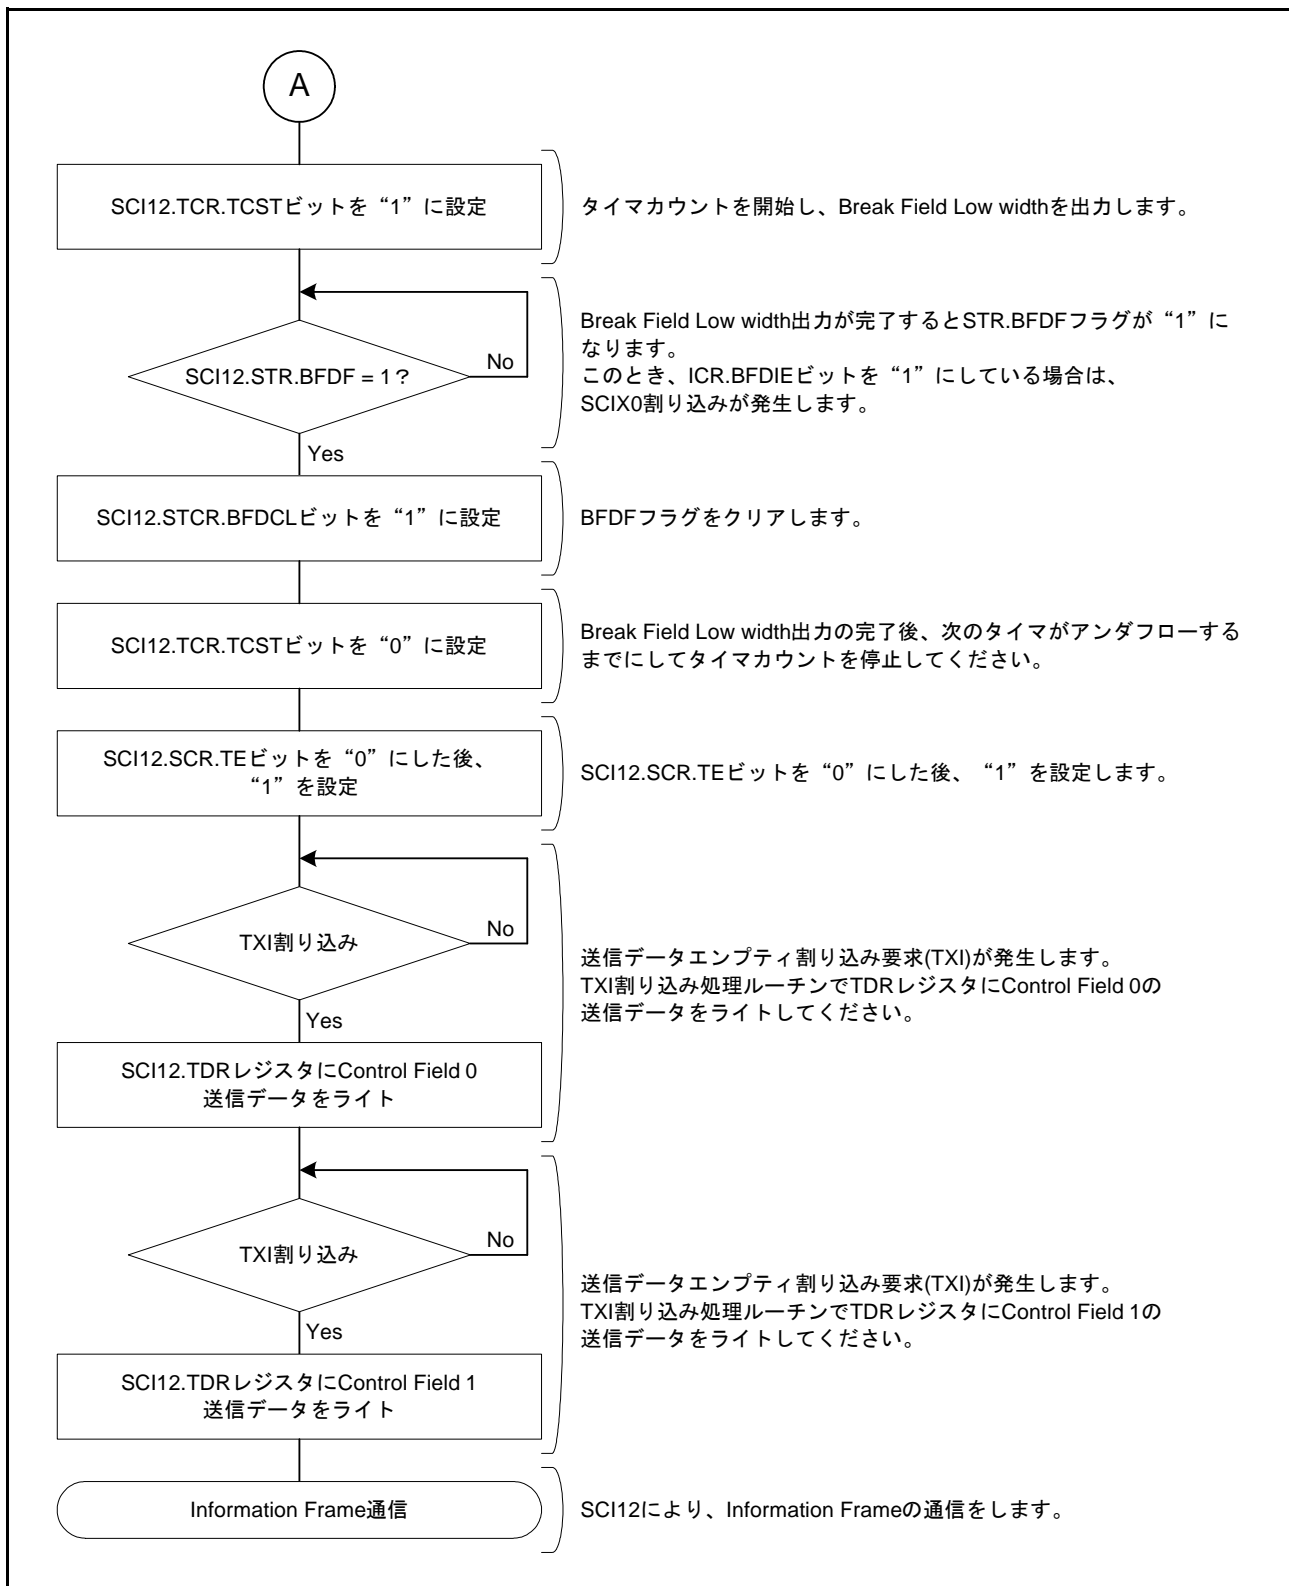 A
SCI12.TCR.TCSTビットを“1”に設定
タイマカウントを開始し、Break Field Low widthを出力します。
SCI12.STR.BFDF = 1？
No
Yes
Break Field Low width出力が完了するとSTR.BFDFフラグが“1”に
なります。
このとき、ICR.BFDIEビットを“1”にしている場合は、
SCIX0割り込みが発生します。
SCI12.STCR.BFDCLビットを“1”に設定
BFDFフラグをクリアします。
SCI12.TCR.TCSTビットを“0”に設定
Break Field Low width出力の完了後、次のタイマがアンダフローする
までにしてタイマカウントを停止してください。
SCI12.SCR.TEビットを“0”にした後、
“1”を設定
SCI12.SCR.TEビットを“0”にした後、“1”を設定します。
TXI割り込み
No
Yes
SCI12.TDRレジスタにControl Field 0
送信データをライト
送信データエンプティ割り込み要求(TXI)が発生します。
TXI割り込み処理ルーチンでTDRレジスタにControl Field 0の
送信データをライトしてください。
TXI割り込み
No
Yes
SCI12.TDRレジスタにControl Field 1
送信データをライト
送信データエンプティ割り込み要求(TXI)が発生します。
TXI割り込み処理ルーチンでTDRレジスタにControl Field 1の
送信データをライトしてください。
Information Frame通信
SCI12により、Information Frameの通信をします。